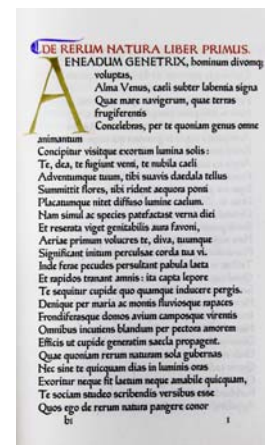 DE RERUM NATURA LIBER PRIMUS.
AENEADUM GENETRIX, hominum divomq;
voluptas,
Alma Venus, caeli subter labentia signa
Quae mare navigerum, quae terras
frugiferentis
Concelebras, per te quoniam genus omne
animantum
Concipitur visitque exortum lumina solis:
Te, dea, te fugiunt venti, te nubila caeli
Adventumque tuum, tibi suavis daedala tellus
Summittit flores, tibi rident aequora ponti
Placatumque nitet diffuso lumine caelum.
Nam simul ac species patefactast verna diei
Et reserata viget genitabilis aura favoni,
Aeriae primum volucres te, diva, tuumque
Significant initum perculsae corda tua vi.
Inde ferae pecudes persultant pabula laeta
Et rapidos tranant amnis: ita capta lepore
Te sequitur cupide quo quamque inducere pergis.
Denique per maria ac montis fluviosque rapaces
Frondiferasque domos avium camposque virentis
Omnibus incutiens blandum per pectora amorem
Efficis ut cupide generatim saecla propagent.
Quae quoniam rerum naturam sola gubernas
Nec sine te quicquam dias in luminis oras
Exoritur neque fit laetum neque amabile quicquam,
Te sociam studeo scribendis versibus esse
Quos ego de rerum natura pangere conor
b1 1